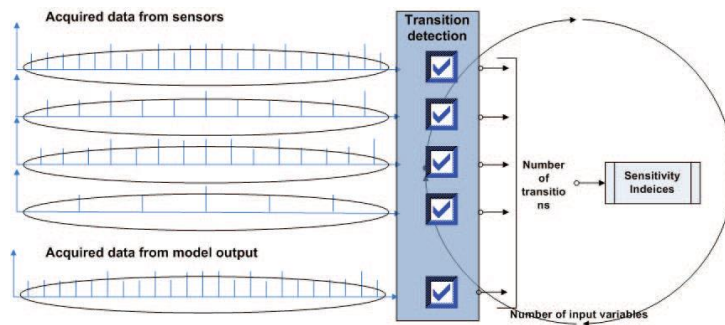 Acquired data from sensors
Transition
detection
Number
of
transitio
ns
Sensitivity
Indeices
Acquired data from model output
Number of input variables